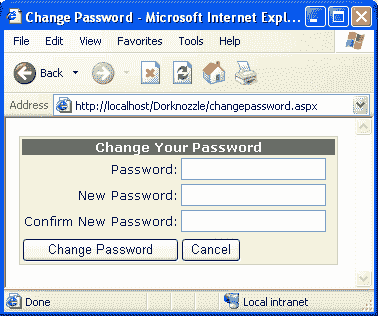 Change Password - Microsoft Internet Expl...
File Edit View Favorites Tools Help
Back
Address http://localhost/Dorknozzle/changepassword.aspx
Change Your Password
Password:
New Password:
Confirm New Password:
Change Password Cancel
Done Local intranet